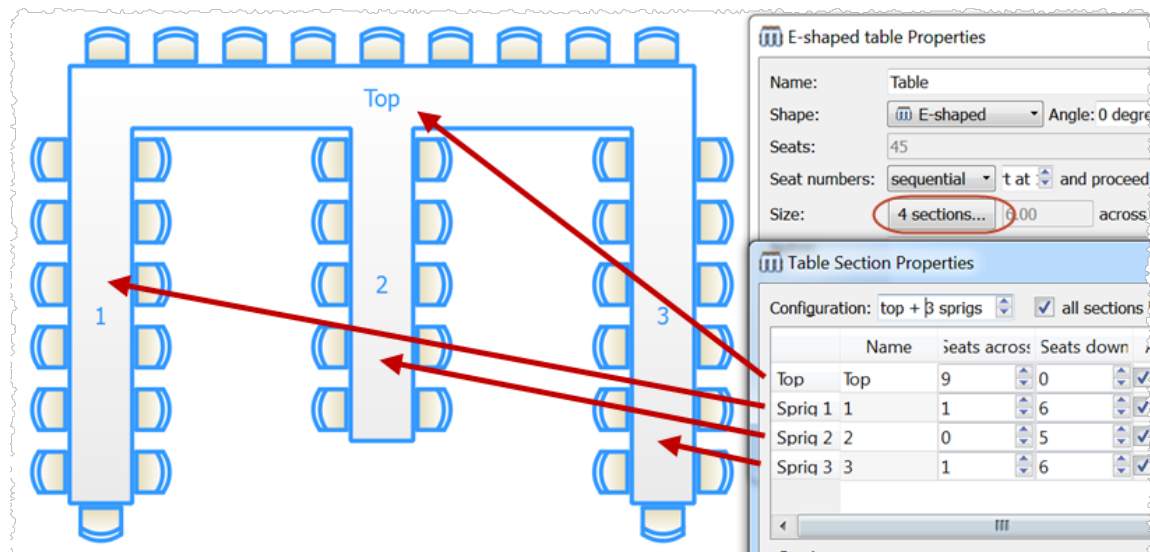 Top
1
2
3
E-shaped table Properties
Name: Table
Shape: E-shaped Angle: 0 degre
Seats: 45
Seat numbers: sequential t at and proceed
Size: 4 sections... 6.00 across
Table Section Properties
Configuration: top + 3 sprigs all sections
Name Seats across Seats down
Top Top 9 0
Sprig 1 1 1 6
Sprig 2 2 0 5
Sprig 3 3 1 6